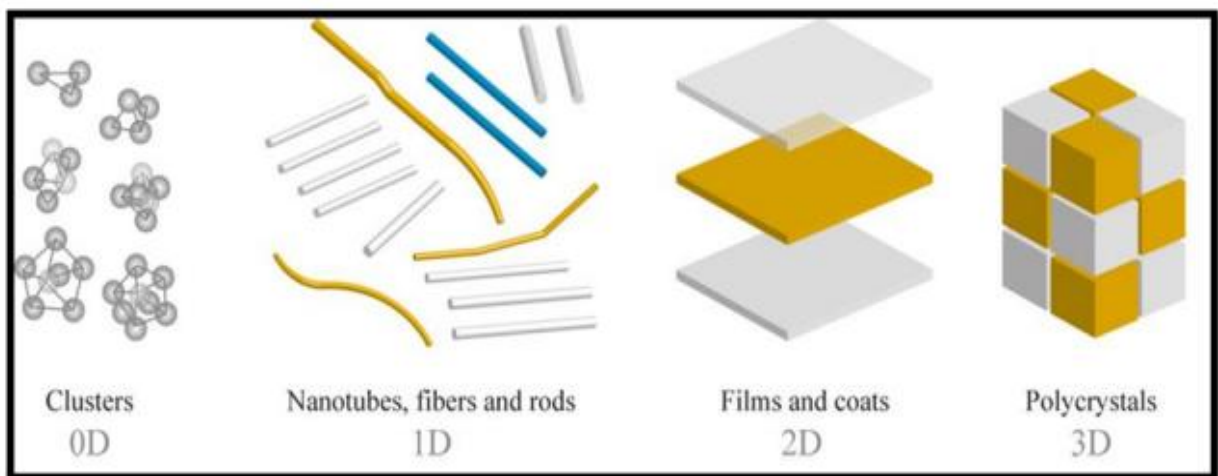 Clusters
0D
Nanotubes, fibers and rods
1D
Films and coats
2D
Polycrystals
3D